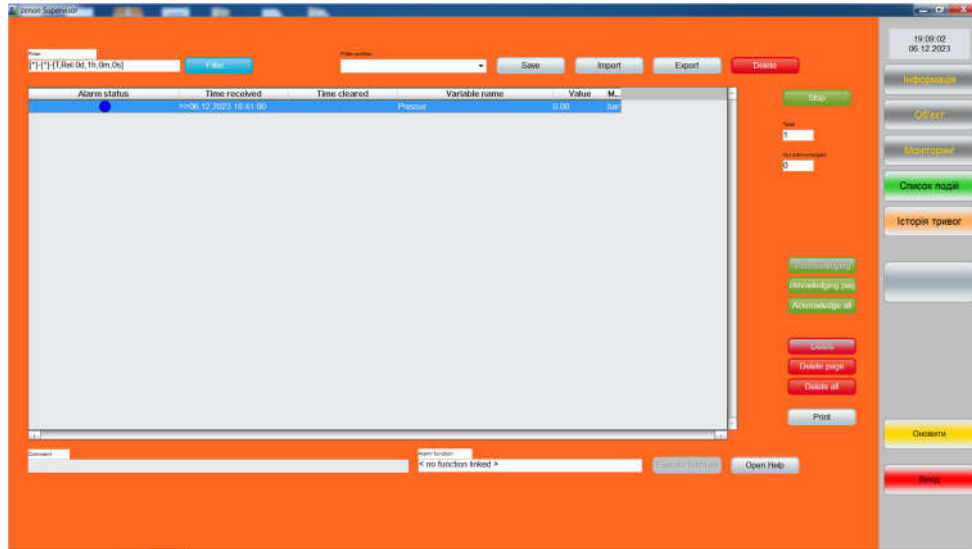 zenon Supervisor
19:09:02
06.12.2023
Filter
[*]-[*]-[T,Rel:0d,1h,0m,0s]
Filter...
Filter profiles
Save
Import
Export
Delete
Інформація
Alarm status Time received Time cleared Variable name Value M...
>>06.12.2023 18:41:00 Pressur 0.00 bar
Stop
Об'єкт
Total
1
Моніторинг
Not acknowledged
0
Список подій
Історія тривог
Acknowledge all
Delete
Delete page
Delete all
Print
Оновити
Comment
Alarm function
< no function linked >
Open Help
Вихід